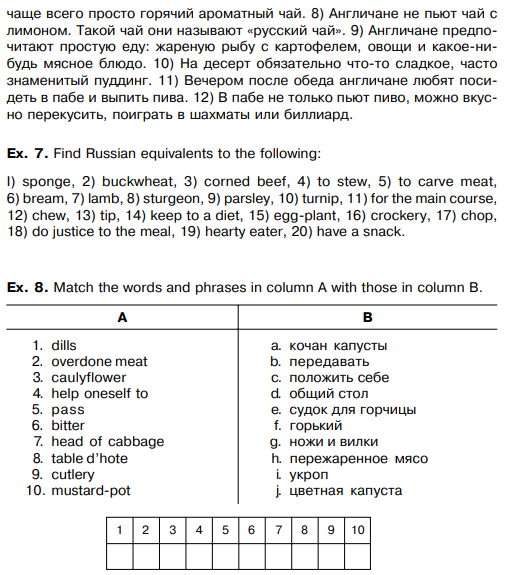 чаще всего просто горячий ароматный чай. 8) Англичане не пьют чай с
лимоном. Такой чай они называют «русский чай». 9) Англичане предпо-
читают простую еду: жареную рыбу с картофелем, овощи и какое-ни-
будь мясное блюдо. 10) На десерт обязательно что-то сладкое, часто
знаменитый пуддинг. 11) Вечером после обеда англичане любят поси-
деть в пабе и выпить пива. 12) В пабе не только пьют пиво, можно вкус-
но перекусить, поиграть в шахматы или биллиард.
Ex. 7. Find Russian equivalents to the following:
I) sponge, 2) buckwheat, 3) corned beef, 4) to stew, 5) to carve meat,
6) bream, 7) lamb, 8) sturgeon, 9) parsley, 10) turnip, 11) for the main course,
12) chew, 13) tip, 14) keep to a diet, 15) egg-plant, 16) crockery, 17) chop,
18) do justice to the meal, 19) hearty eater, 20) have a snack.
Ex. 8. Match the words and phrases in column A with those in column B.
A B
1. dills a. кочан капусты
2. overdone meat b. передавать
3. caulyflower c. положить себе
4. help oneself to d. общий стол
5. pass e. судок для горчицы
6. bitter f. горький
7. head of cabbage g. ножи и вилки
8. table d'hote h. пережаренное мясо
9. cutlery i. укроп
10. mustard-pot j. цветная капуста
1 2 3 4 5 6 7 8 9 10